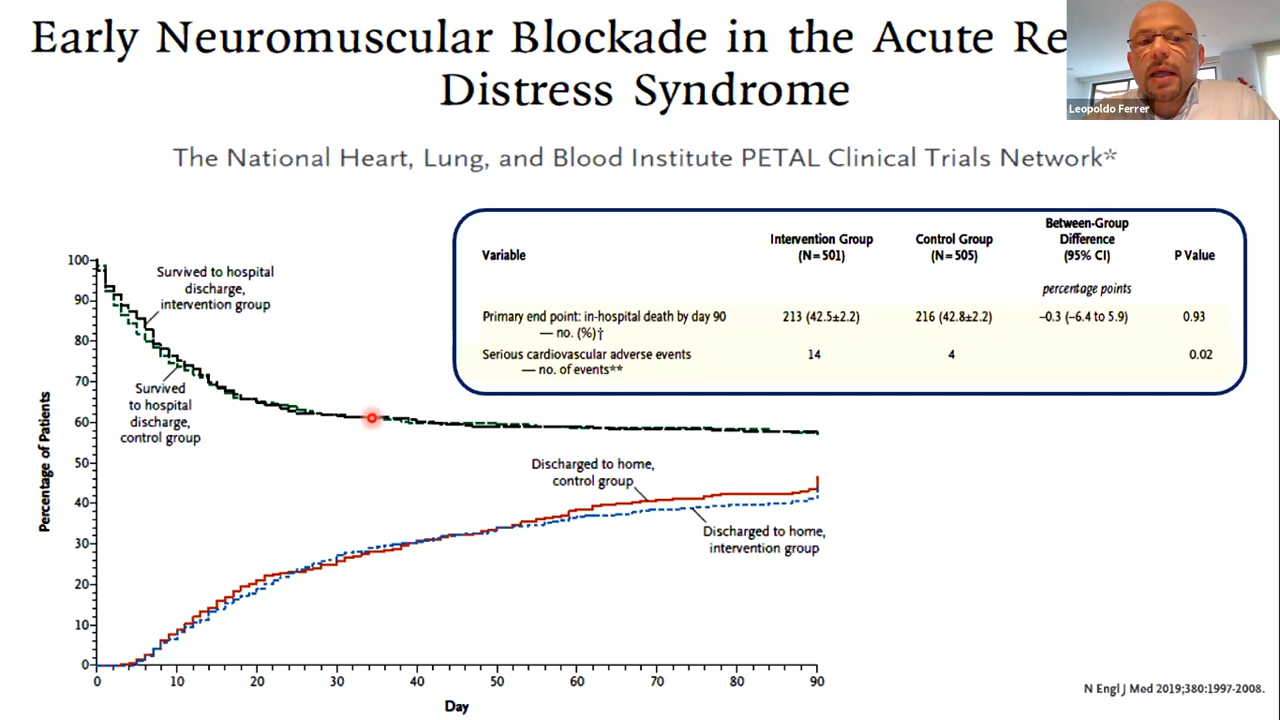 Early Neuromuscular Blockade in the Acute Re
Distress Syndrome
Leopoldo Ferrer
The National Heart, Lung, and Blood Institute PETAL Clinical Trials Network*
Variable
Intervention Group
(N=501)
Control Group
(N=505)
Between-Group
Difference
(95% CI)
P Value
percentage points
Primary end point: in-hospital death by day 90
— no. (%)†
213 (42.5±2.2)
216 (42.8±2.2)
–0.3 (–6.4 to 5.9)
0.93
Serious cardiovascular adverse events
— no. of events**
14
4
0.02
Percentage of Patients
100
90
80
70
60
50
40
30
20
10
0
Survived to hospital
discharge,
intervention group
Survived
to hospital
discharge,
control group
Discharged to home,
control group
Discharged to home,
intervention group
0 10 20 30 40 50 60 70 80 90
Day
N Engl J Med 2019;380:1997-2008.